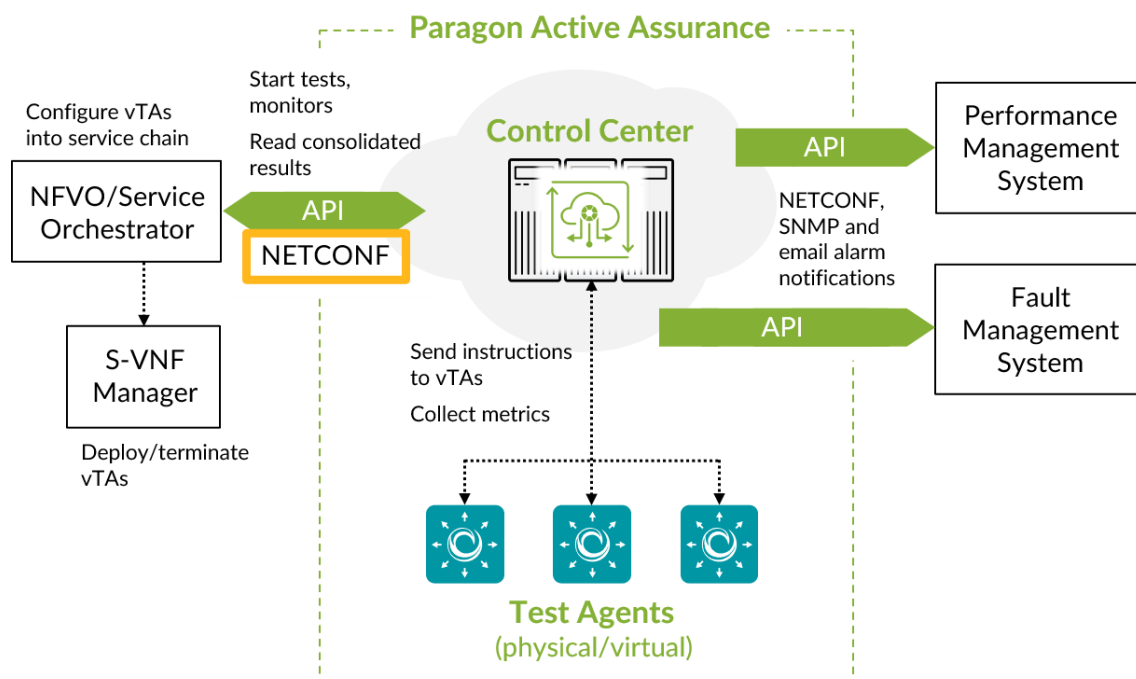 Paragon Active Assurance
Start tests,
monitors
Read consolidated
results
Configure vTAs
into service chain
NFVO/Service
Orchestrator
API
NETCONF
S-VNF
Manager
Deploy/terminate
vTAs
Control Center
API
Performance
Management
System
NETCONF,
SNMP and
email alarm
notifications
API
Fault
Management
System
Send instructions
to vTAs
Collect metrics
Test Agents
(physical/virtual)